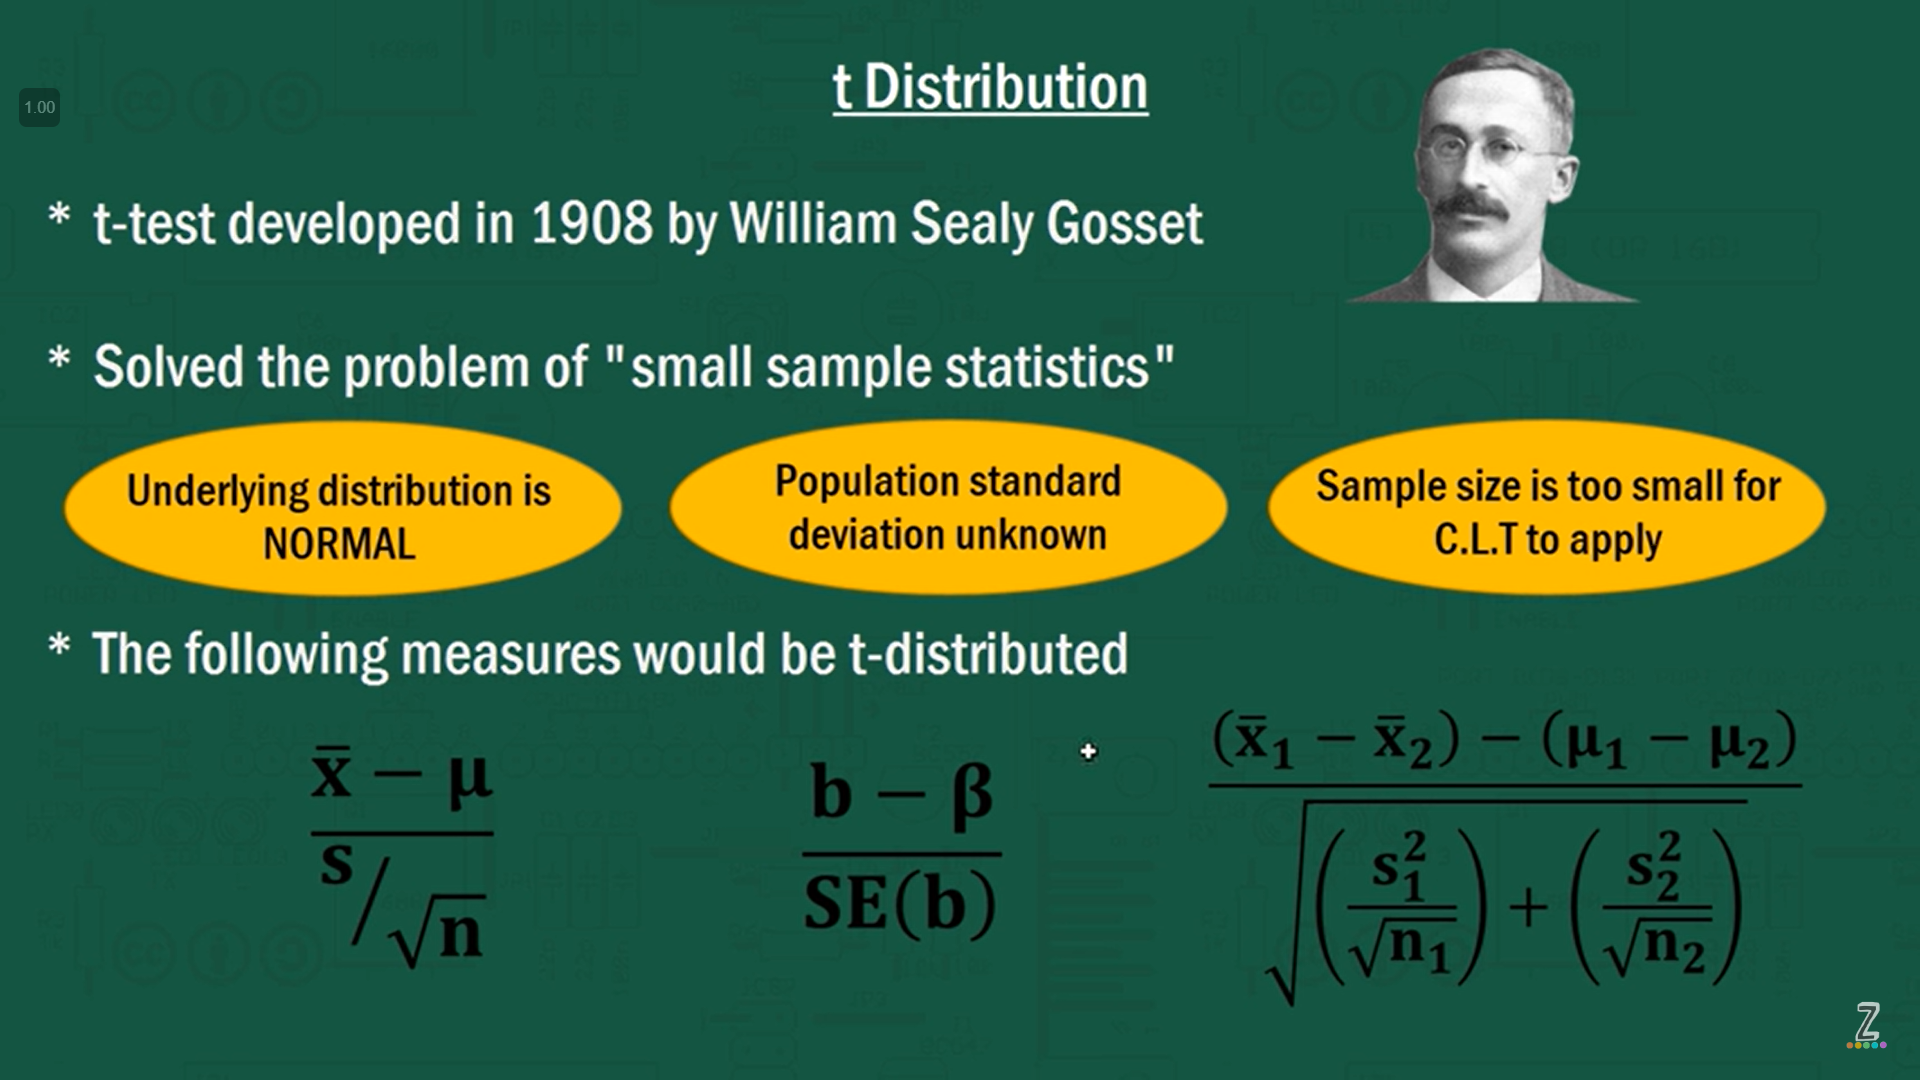 t Distribution
1.00
* t-test developed in 1908 by William Sealy Gosset
* Solved the problem of "small sample statistics"
Underlying distribution is
NORMAL
Population standard
deviation unknown
Sample size is too small for
C.L.T to apply
* The following measures would be t-distributed
x̄ − μ
s/√n
b − β
SE(b)
(x̄₁ − x̄₂) − (μ₁ − μ₂)
√((s₁²/√n₁) + (s₂²/√n₂))
Z